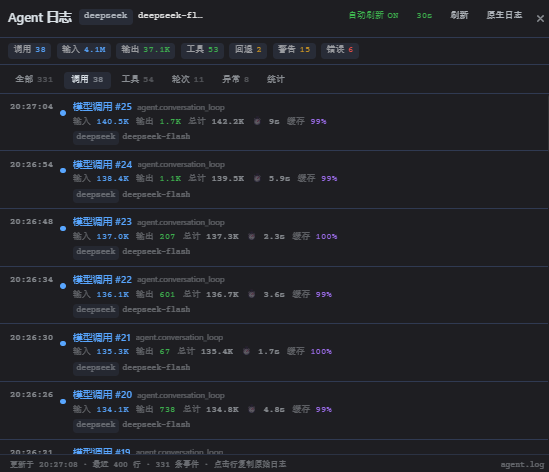 Agent 日志 deepseek deepseek-fl… 自动刷新 ON 30s 刷新 原生日志 ×
调用 38 输入 4.1M 输出 37.1K 工具 53 回退 2 警告 15 错误 6
全部 331 调用 38 工具 54 轮次 11 异常 8 统计
20:27:04 模型调用 #25 agent.conversation_loop
输入 140.5K 输出 1.7K 总计 142.2K 9s 缓存 99%
deepseek deepseek-flash
20:26:54 模型调用 #24 agent.conversation_loop
输入 138.4K 输出 1.1K 总计 139.5K 5.9s 缓存 99%
deepseek deepseek-flash
20:26:48 模型调用 #23 agent.conversation_loop
输入 137.0K 输出 207 总计 137.3K 2.3s 缓存 100%
deepseek deepseek-flash
20:26:34 模型调用 #22 agent.conversation_loop
输入 136.1K 输出 601 总计 136.7K 3.6s 缓存 99%
deepseek deepseek-flash
20:26:30 模型调用 #21 agent.conversation_loop
输入 135.3K 输出 67 总计 135.4K 1.7s 缓存 100%
deepseek deepseek-flash
20:26:26 模型调用 #20 agent.conversation_loop
输入 134.1K 输出 738 总计 134.8K 4.8s 缓存 99%
deepseek deepseek-flash
20:26:21 模型调用 #19 agent.conversation_loop
更新于 20:27:08 · 最近 400 行 · 331 条事件 · 点击行复制原始日志 agent.log